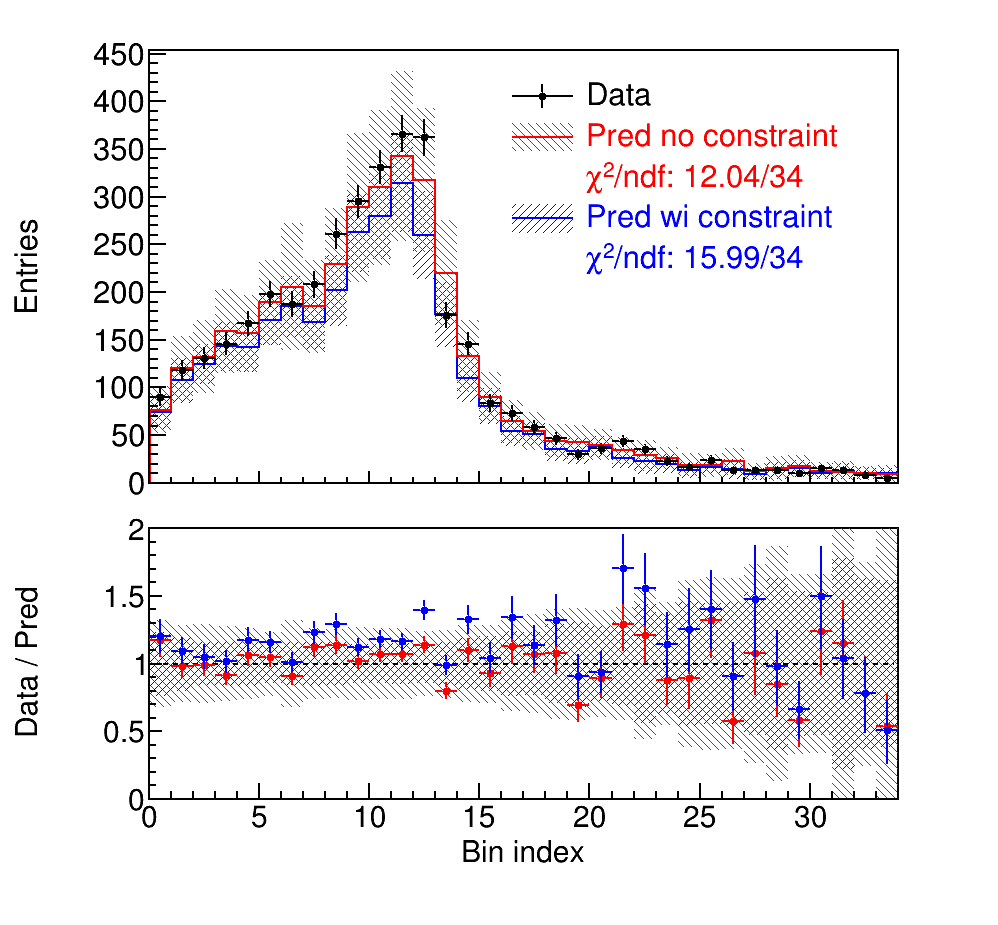 450
400
350
300
250
200
150
100
50
0
Entries
Data
Pred no constraint
χ²/ndf: 12.04/34
Pred wi constraint
χ²/ndf: 15.99/34
2
1.5
1
0.5
0
Data / Pred
0 5 10 15 20 25 30
Bin index